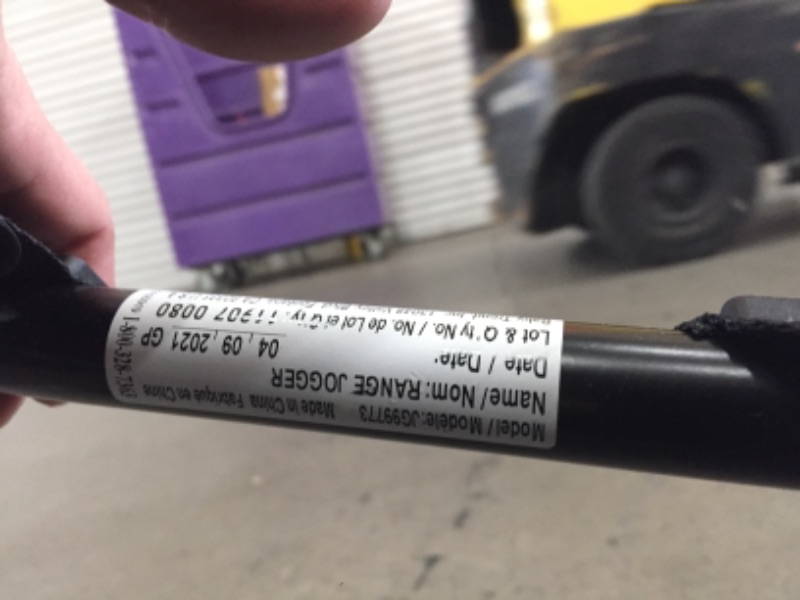 Model / Modèle:JG99773 Made in China Fabriqué en Chine
Name/ Nom: RANGE JOGGER
Date / Date: 04 , 09 , 2021 GP
Lot & Q'ty No. / No. de Lot et Q'ty: 0080